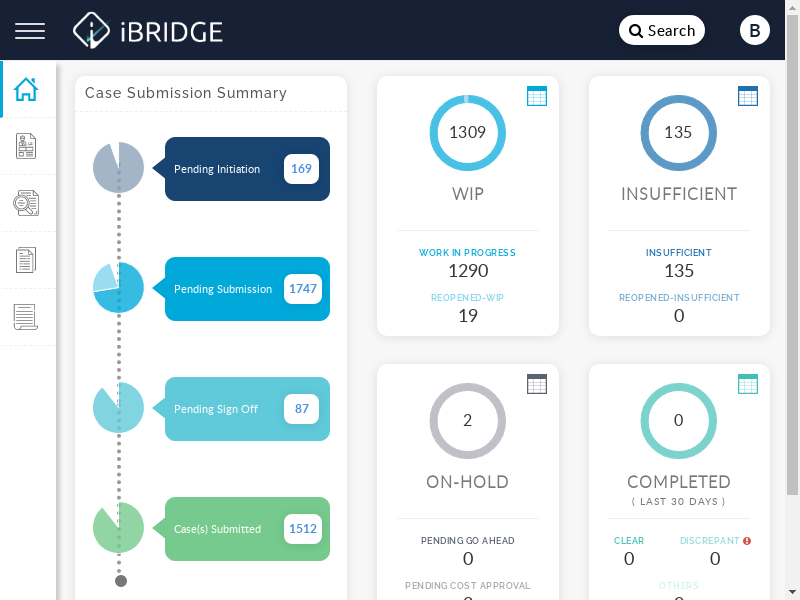 iBRIDGE
Search
B
Case Submission Summary
Pending Initiation 169
Pending Submission 1747
Pending Sign Off 87
Case(s) Submitted 1512
1309
WIP
WORK IN PROGRESS
1290
REOPENED-WIP
19
135
INSUFFICIENT
INSUFFICIENT
135
REOPENED-INSUFFICIENT
0
2
ON-HOLD
PENDING GO AHEAD
0
PENDING COST APPROVAL
0
COMPLETED
( LAST 30 DAYS )
CLEAR DISCREPANT
0 0
OTHERS